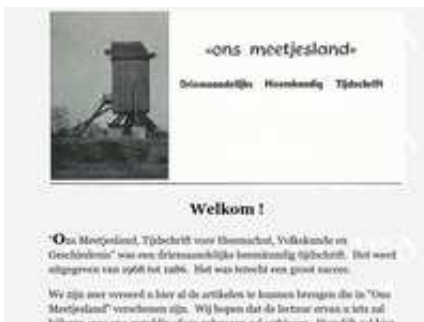 «ons meetjesland»
Driemaandelijks Heemkundig Tijdschrift
Welkom !
"Ons Meetjesland, Tijdschrift voor Heemschut, Volkskunde en
Geschiedenis" was een driemaandelijks heemkundig tijdschrift. Het werd
uitgegeven van 1968 tot 1986. Het was terecht een groot succes.
We zijn zeer vereerd u hier al de artikelen te kunnen brengen die in "Ons
Meetjesland" verschenen zijn. Wij hopen dat de lectuur ervan u iets zal